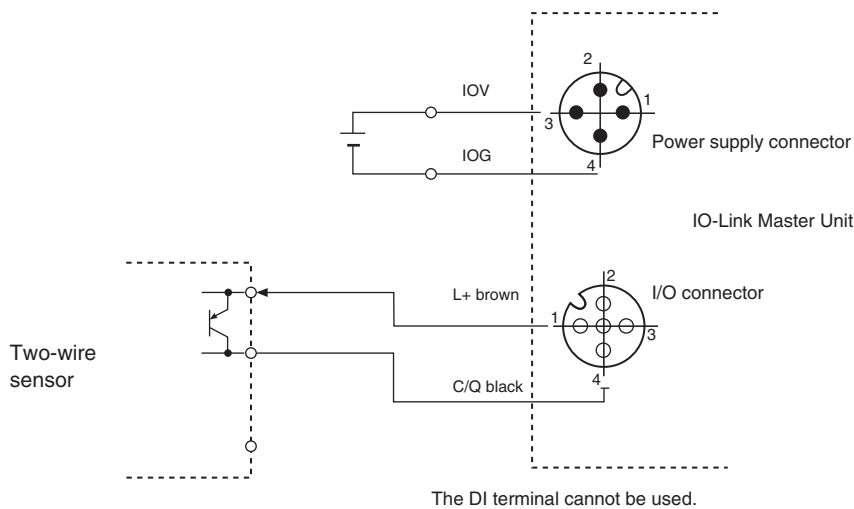 2
IOV
1
3
Power supply connector
IOG
4
IO-Link Master Unit
2
L+ brown
I/O connector
1
3
Two-wire
sensor
4
C/Q black
The DI terminal cannot be used.